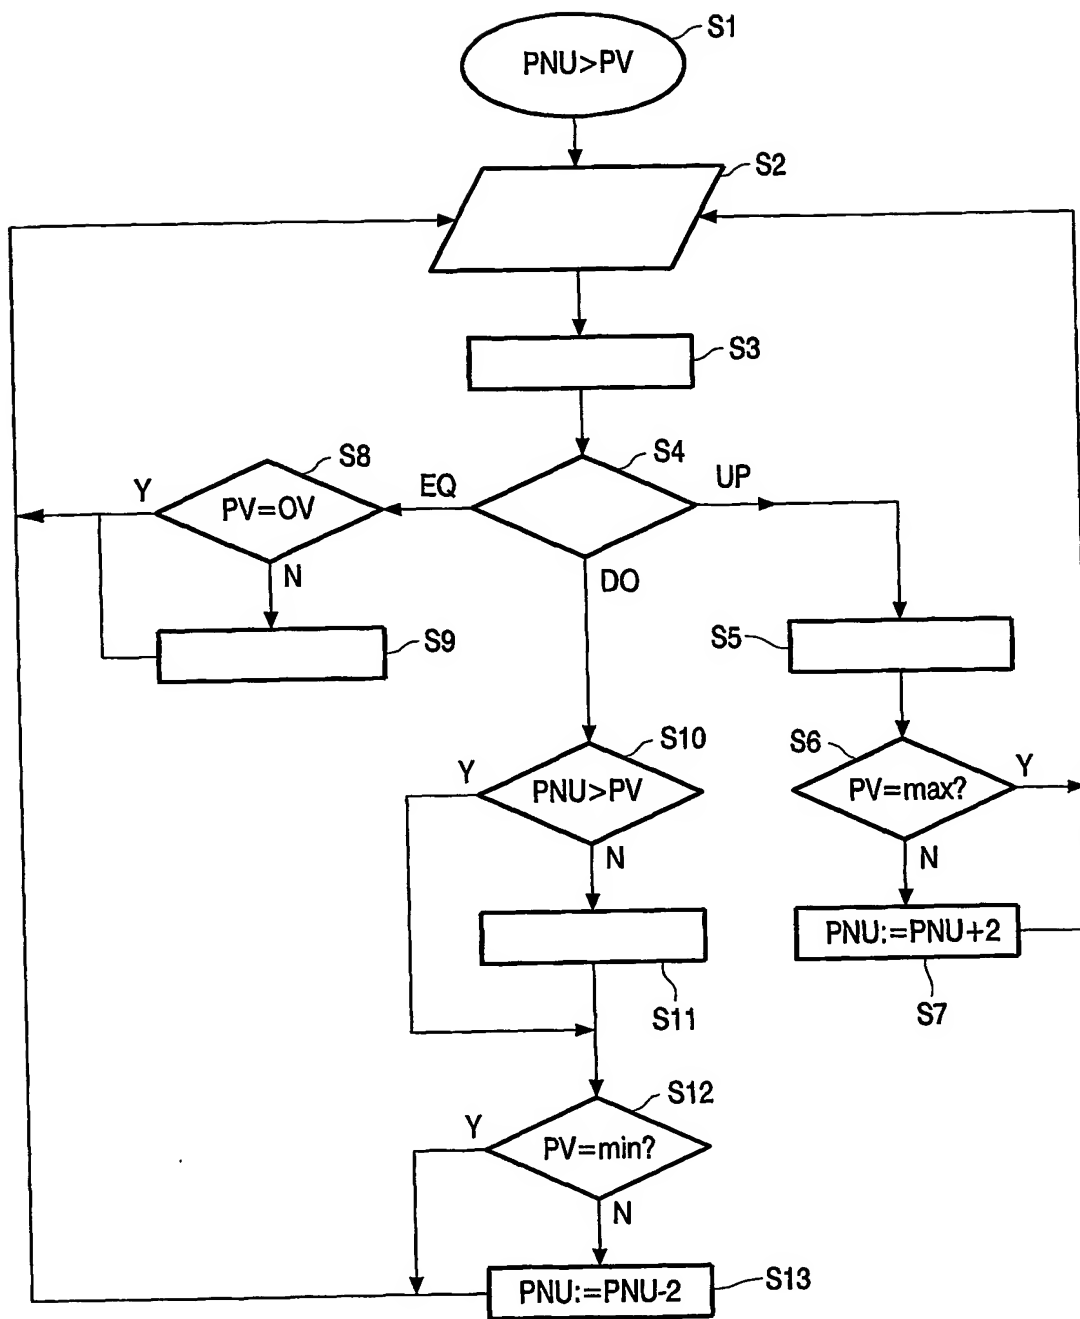 S1
PNU>PV
S2
S3
S8
S4
Y
EQ
UP
PV=OV
N
DO
S9
S5
S10
S6
Y
PNU>PV
PV=max?
Y
N
N
PNU:=PNU+2
S11
S7
S12
Y
PV=min?
N
PNU:=PNU-2
S13